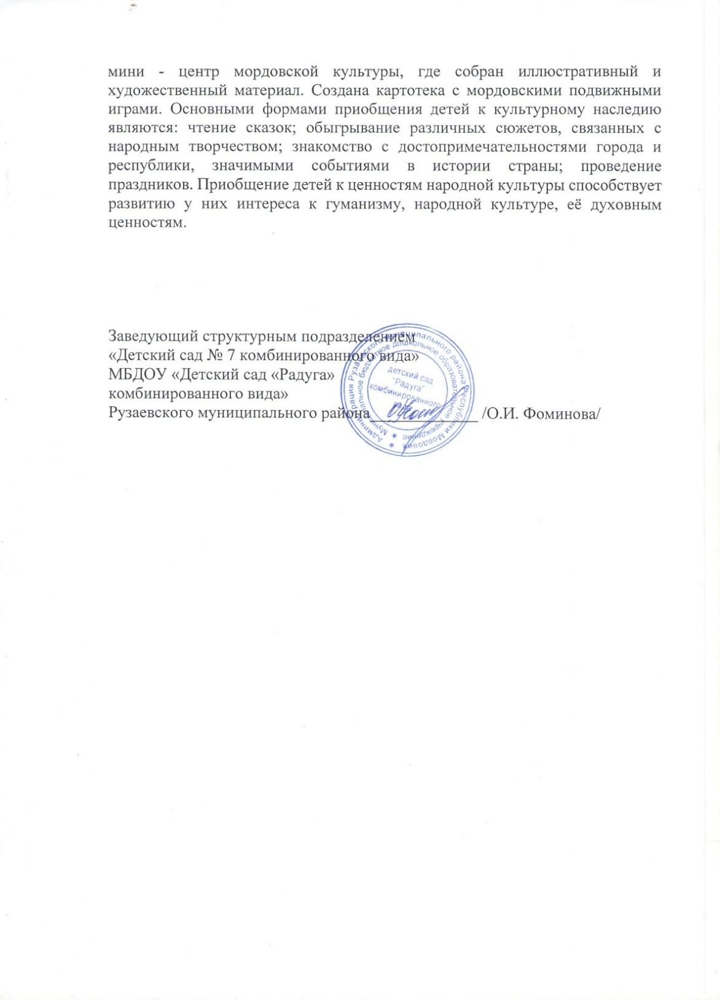 мини - центр мордовской культуры, где собран иллюстративный и
художественный материал. Создана картотека с мордовскими подвижными
играми. Основными формами приобщения детей к культурному наследию
являются: чтение сказок; обыгрывание различных сюжетов, связанных с
народным творчеством; знакомство с достопримечательностями города и
республики, значимыми событиями в истории страны; проведение
праздников. Приобщение детей к ценностям народной культуры способствует
развитию у них интереса к гуманизму, народной культуре, её духовным
ценностям.
Заведующий структурным подразделением
«Детский сад № 7 комбинированного вида»
МБДОУ «Детский сад «Радуга»
комбинированного вида»
Рузаевского муниципального района_____________ /О.И. Фоминова/
Администрация Рузаевского муниципального района Республики Мордовия
Муниципальное бюджетное дошкольное образовательное учреждение
детский сад
"Радуга"
комбинированного